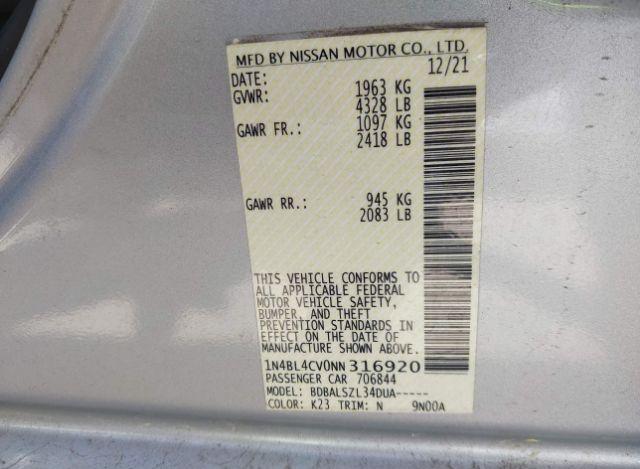 MFD BY NISSAN MOTOR CO., LTD.
DATE: 12/21
GVWR: 1963 KG
4328 LB
GAWR FR.: 1097 KG
2418 LB
GAWR RR.: 945 KG
2083 LB
THIS VEHICLE CONFORMS TO
ALL APPLICABLE FEDERAL
MOTOR VEHICLE SAFETY,
BUMPER, AND THEFT
PREVENTION STANDARDS IN
EFFECT ON THE DATE OF
MANUFACTURE SHOWN ABOVE.
1N4BL4CV0NN316920
PASSENGER CAR 706844
MODEL: BDBALSZL34DUA-----
COLOR: K23 TRIM: N 9N00A